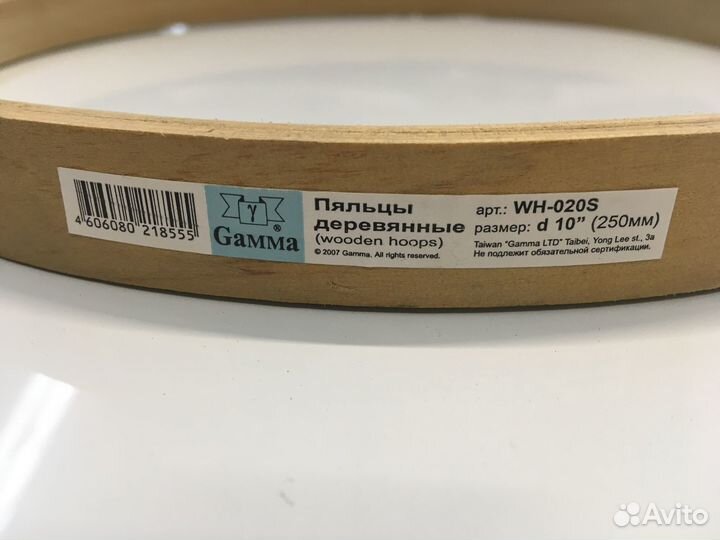 4 606080 218555
γ
Gamma ®
Пяльцы
деревянные
(wooden hoops)
© 2007 Gamma. All rights reserved.
арт.: WH-020S
размер: d 10” (250мм)
Taiwan "Gamma LTD" Taibei, Yong Lee st., 3a
Не подлежит обязательной сертификации.
Avito